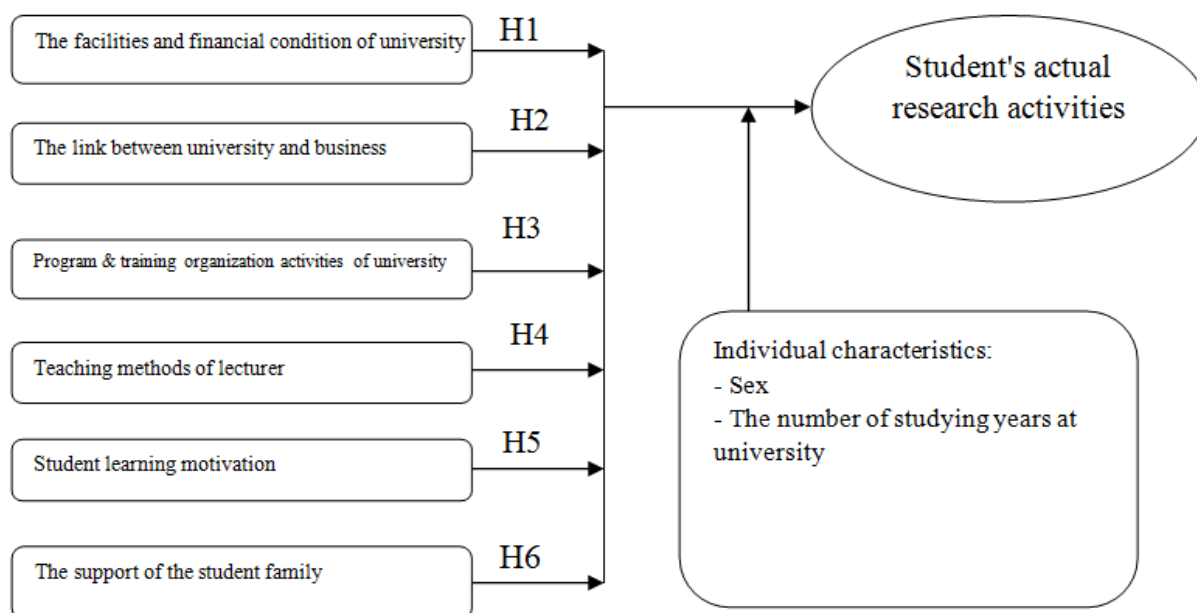 The facilities and financial condition of university
H1
The link between university and business
H2
Program & training organization activities of university
H3
Teaching methods of lecturer
H4
Student learning motivation
H5
The support of the student family
H6
Student's actual
research activities
Individual characteristics:
- Sex
- The number of studying years at
university